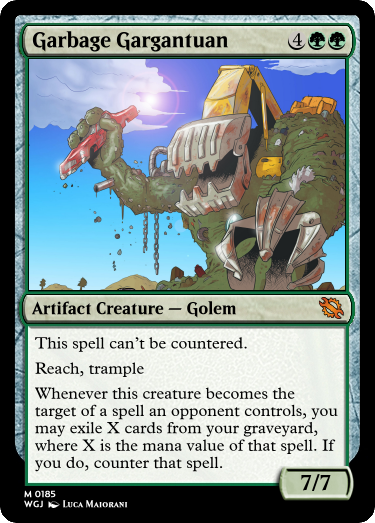 Garbage Gargantuan 4
Artifact Creature — Golem
This spell can't be countered.
Reach, trample
Whenever this creature becomes the
target of a spell an opponent controls, you
may exile X cards from your graveyard,
where X is the mana value of that spell. If
you do, counter that spell.
7/7
M 0185
WGJ Luca Maiorani